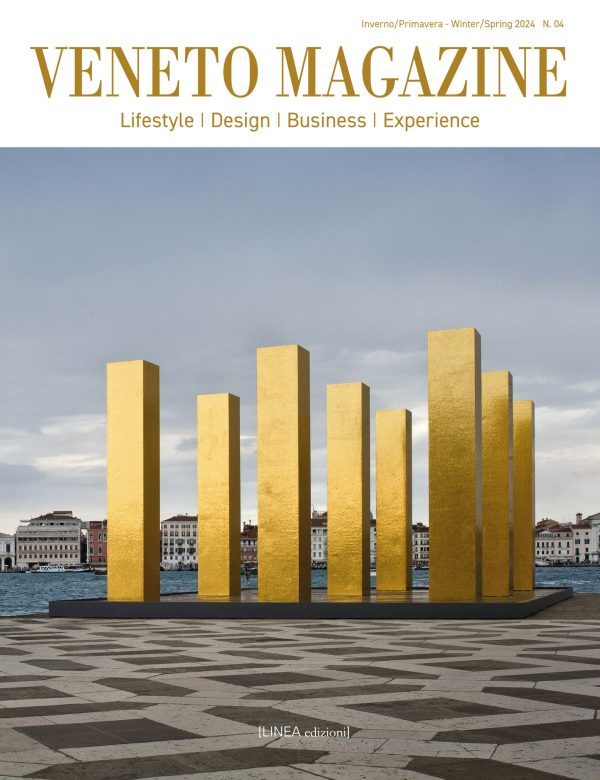 Inverno/Primavera - Winter/Spring 2024 N. 04
VENETO MAGAZINE
Lifestyle | Design | Business | Experience
[LINEA edizioni]